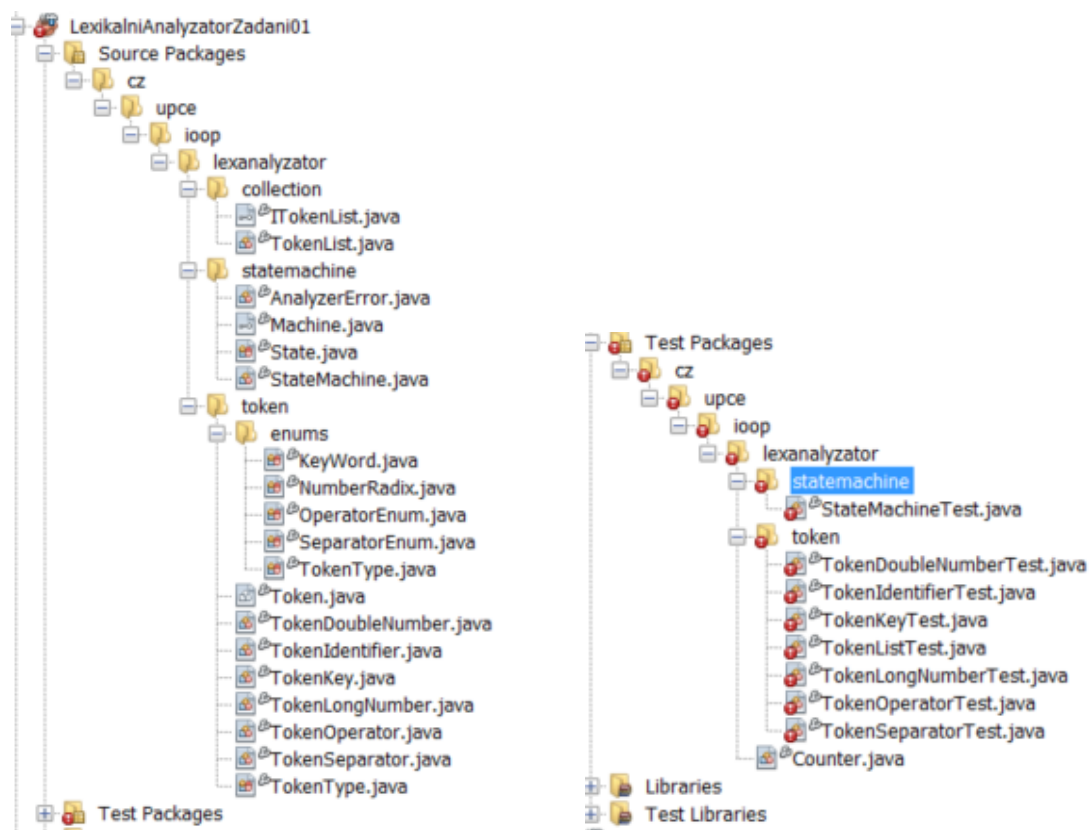 LexikalniAnalyzatorZadani01
Source Packages
cz
upce
ioop
lexanalyzator
collection
ITokenList.java
TokenList.java
statemachine
AnalyzerError.java
Machine.java
State.java
StateMachine.java
token
enums
KeyWord.java
NumberRadix.java
OperatorEnum.java
SeparatorEnum.java
TokenType.java
Token.java
TokenDoubleNumber.java
TokenIdentifier.java
TokenKey.java
TokenLongNumber.java
TokenOperator.java
TokenSeparator.java
TokenType.java
Test Packages
Test Packages
cz
upce
ioop
lexanalyzator
statemachine
StateMachineTest.java
token
TokenDoubleNumberTest.java
TokenIdentifierTest.java
TokenKeyTest.java
TokenListTest.java
TokenLongNumberTest.java
TokenOperatorTest.java
TokenSeparatorTest.java
Counter.java
Libraries
Test Libraries